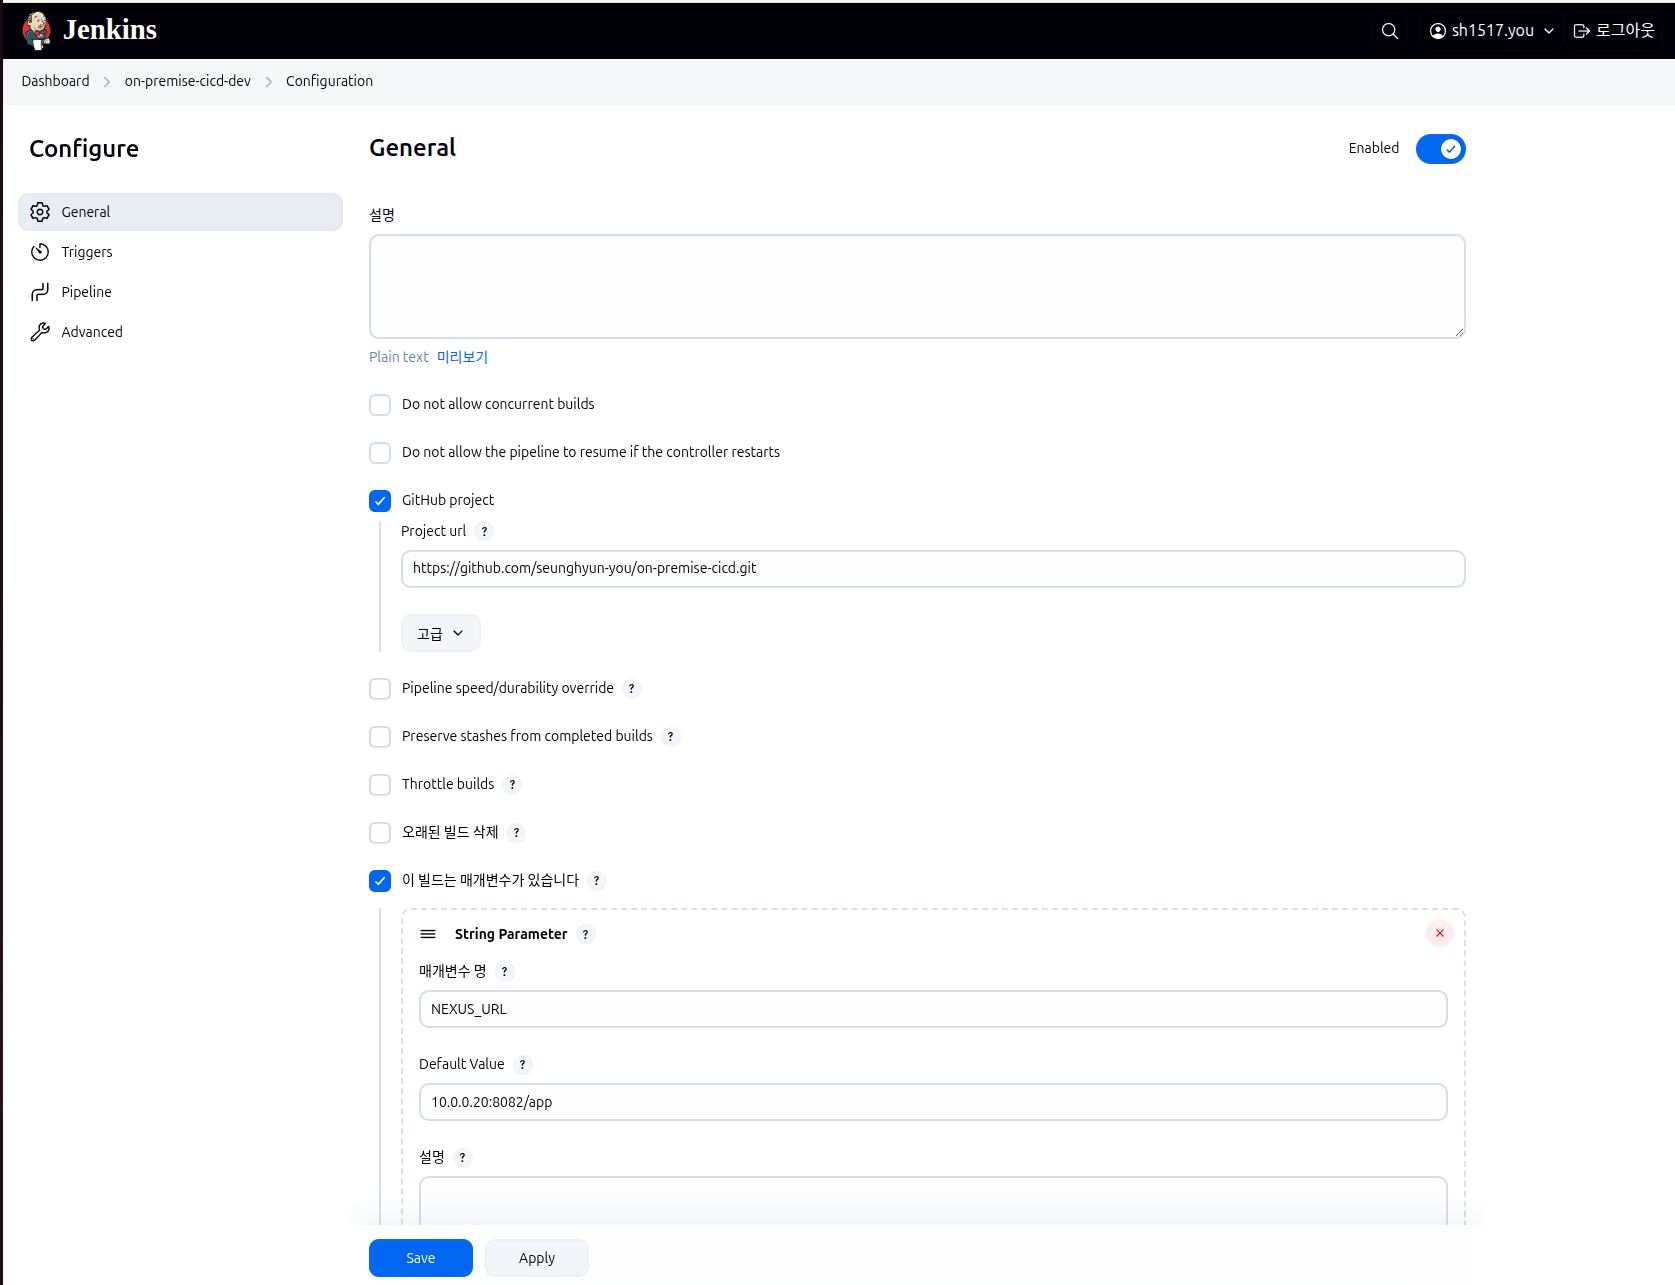 Jenkins
sh1517.you
로그아웃
Dashboard
on-premise-cicd-dev
Configuration
Configure
General
Triggers
Pipeline
Advanced
General
Enabled
설명
Plain text 미리보기
Do not allow concurrent builds
Do not allow the pipeline to resume if the controller restarts
GitHub project
Project url ?
https://github.com/seunghyun-you/on-premise-cicd.git
고급
Pipeline speed/durability override ?
Preserve stashes from completed builds ?
Throttle builds ?
오래된 빌드 삭제 ?
이 빌드는 매개변수가 있습니다 ?
String Parameter ?
매개변수 명 ?
NEXUS_URL
Default Value ?
10.0.0.20:8082/app
설명 ?
Save
Apply